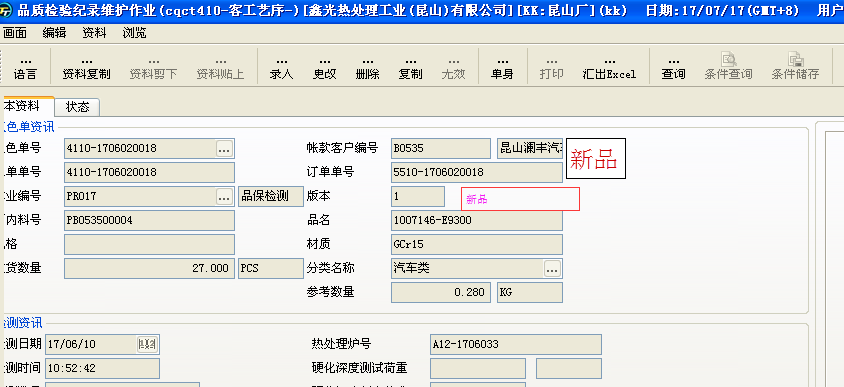 品质检验纪录维护作业(cqct410-客工艺序-)[鑫光热处理工业(昆山)有限公司][KK:昆山厂](kk) 日期:17/07/17(GMT+8) 用户
画面 编辑 资料 浏览
语言 资料复制 资料剪下 资料贴上 录入 更改 删除 复制 无效 单身 打印 汇出Excel 查询 条件查询 条件储存
本资料 状态
色单资讯
色单号 4110-1706020018 ... 帐款客户编号 B0535 昆山澜丰汽 新品
单单号 4110-1706020018 订单单号 5510-1706020018
业编号 PR017 ... 品保检测 版本 1 新品
内料号 PB053500004 品名 1007146-E9300
格 材质 GCr15
货数量 27.000 PCS 分类名称 汽车类 ...
参考数量 0.280 KG
测资讯
测日期 17/06/10 热处理炉号 A12-1706033
测时间 10:52:42 硬化深度测试荷重